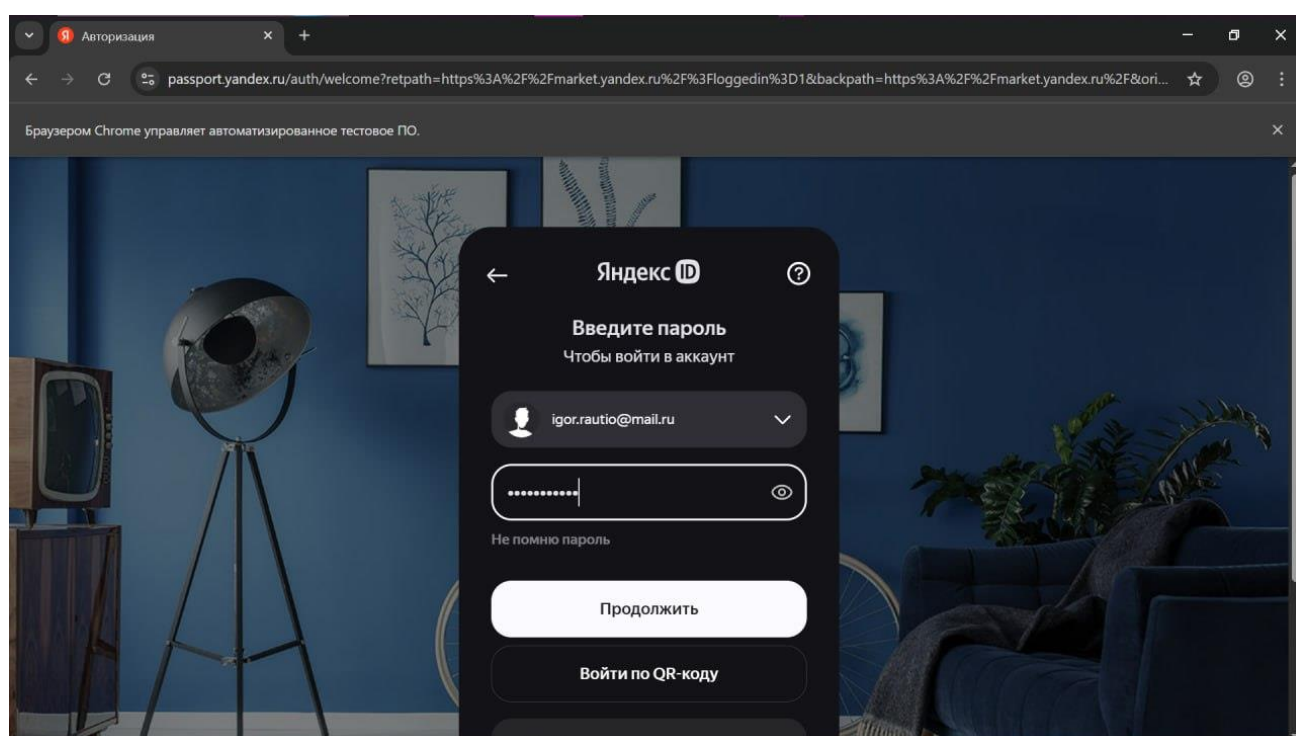 Авторизация
passport.yandex.ru/auth/welcome?retpath=https%3A%2F%2Fmarket.yandex.ru%2F%3Floggedin%3D1&backpath=https%3A%2F%2Fmarket.yandex.ru%2F&ori...
Браузером Chrome управляет автоматизированное тестовое ПО.
Яндекс ID
Введите пароль
Чтобы войти в аккаунт
igor.rautio@mail.ru
•••••••••••
Не помню пароль
Продолжить
Войти по QR-коду